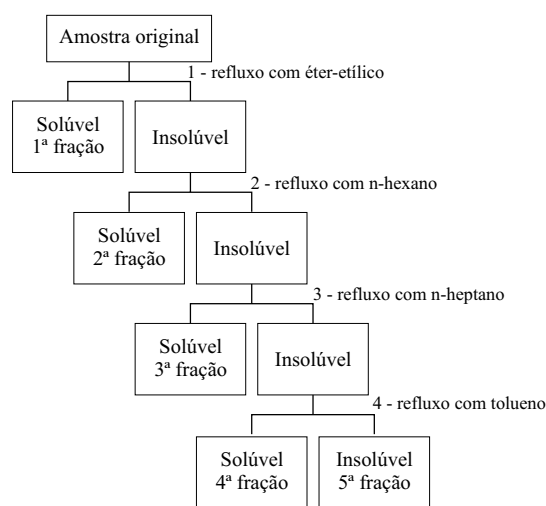 Amostra original
1 - refluxo com éter-etílico
Solúvel
1ª fração
Insolúvel
2 - refluxo com n-hexano
Solúvel
2ª fração
Insolúvel
3 - refluxo com n-heptano
Solúvel
3ª fração
Insolúvel
4 - refluxo com tolueno
Solúvel
4ª fração
Insolúvel
5ª fração